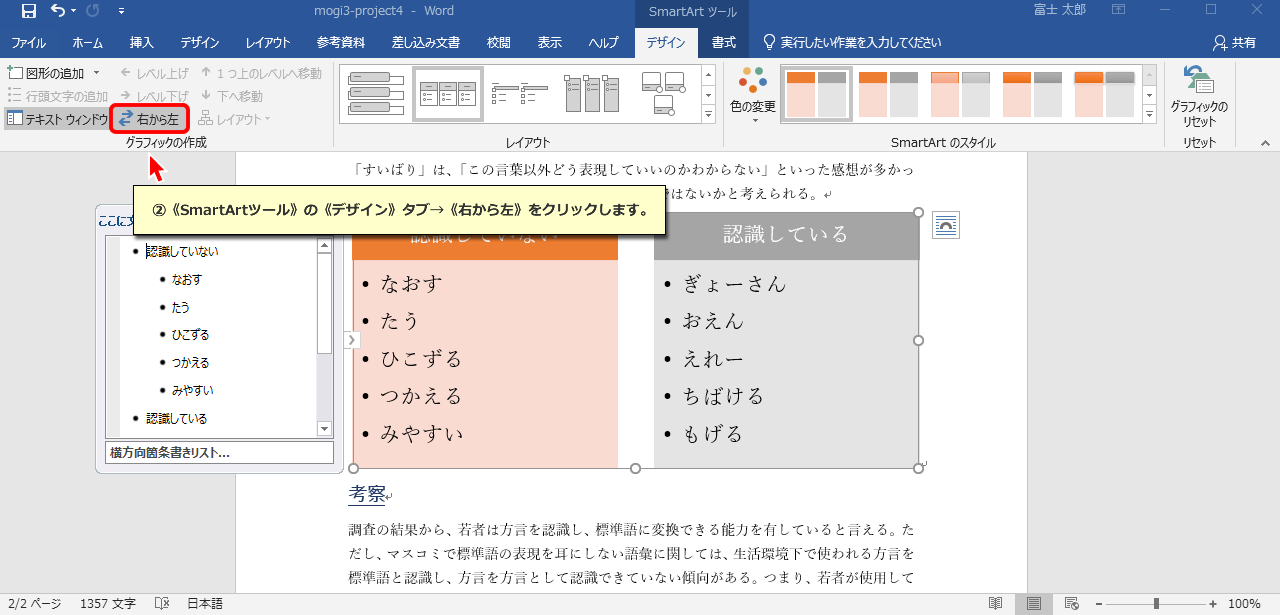 mogi3-project4 - Word
SmartArt ツール
富士 太郎
ファイル ホーム 挿入 デザイン レイアウト 参考資料 差し込み文書 校閲 表示 ヘルプ デザイン 書式 実行したい作業を入力してください 共有
図形の追加 レベル上げ 1 つ上のレベルへ移動
行頭文字の追加 レベル下げ 下へ移動
テキスト ウィンドウ 右から左 レイアウト
グラフィックの作成
レイアウト
色の変更
SmartArt のスタイル
グラフィックの
リセット
リセット
「すいばり」は、「この言葉以外どう表現していいのかわからない」といった感想が多かっ
はないかと考えられる。
②《SmartArtツール》の《デザイン》タブ→《右から左》をクリックします。
ここに文
認識していない
なおす
たう
ひこずる
つかえる
みやすい
認識している
横方向箇条書きリスト...
認識していない
• なおす
• たう
• ひこずる
• つかえる
• みやすい
認識している
• ぎょーさん
• おえん
• えれー
• ちばける
• もげる
考察
調査の結果から、若者は方言を認識し、標準語に変換できる能力を有していると言える。た
だし、マスコミで標準語の表現を耳にしない語彙に関しては、生活環境下で使われる方言を
標準語と認識し、方言を方言として認識できていない傾向がある。つまり、若者が使用して
2/2 ページ 1357 文字 日本語 100%